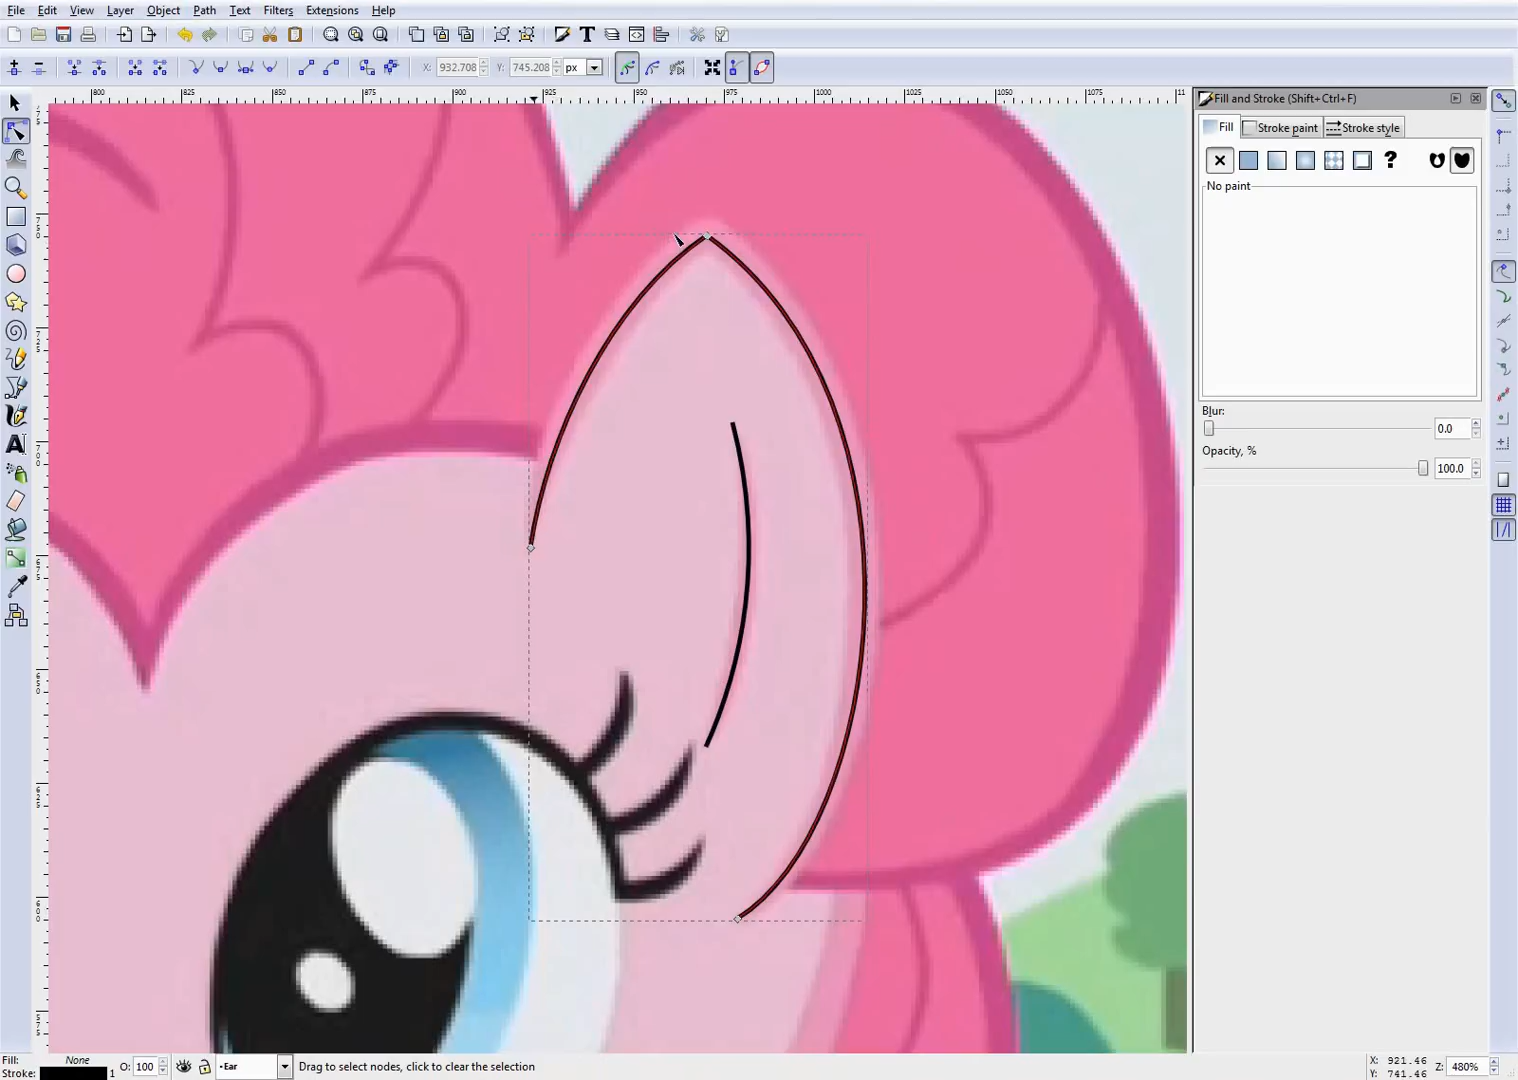 File Edit View Layer Object Path Text Filters Extensions Help
X: 932.708 Y: 745.208 px
800 825 850 875 900 925 950 975 1000 1025 1050 1075 11
Fill and Stroke (Shift+Ctrl+F)
Fill Stroke paint Stroke style
?
No paint
Blur:
0.0
Opacity, %
100.0
Fill: None O: 100 Ear Drag to select nodes, click to clear the selection X: 921.46 Z: 480%
Stroke: 1 Y: 741.46